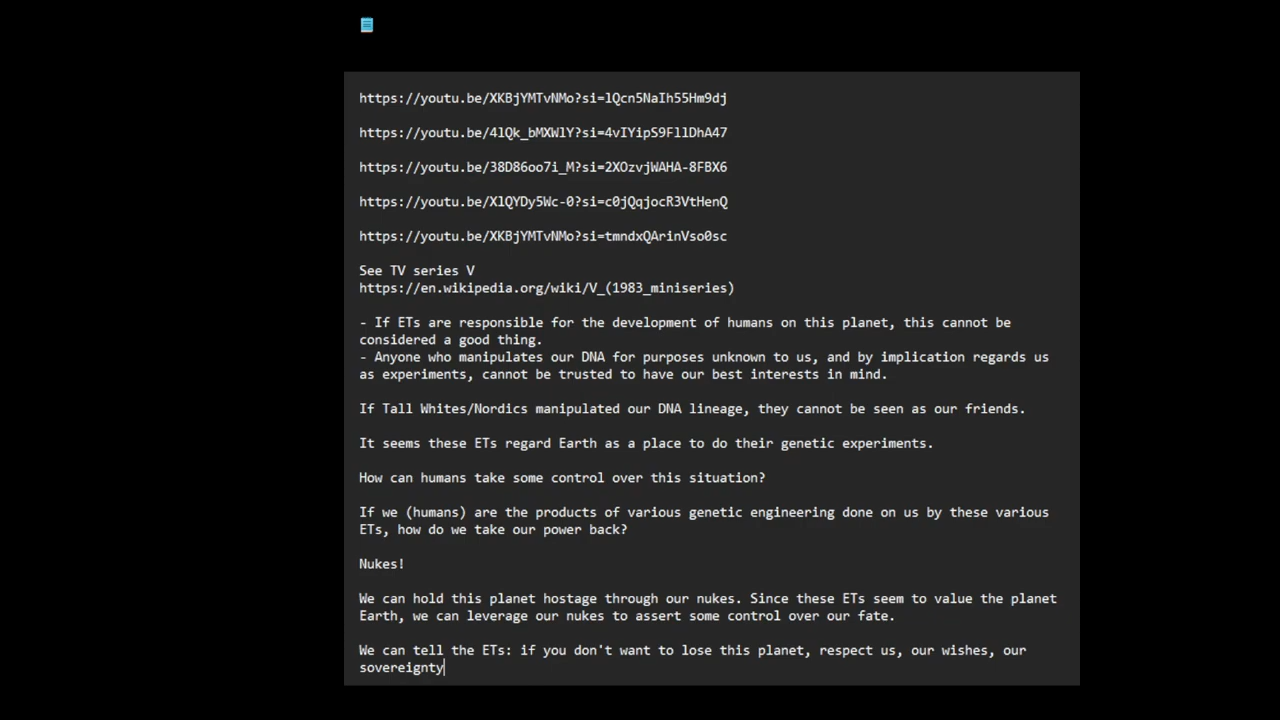 https://youtu.be/XKBjYMTvNMo?si=lQcn5NaIh55Hm9dj
https://youtu.be/4lQk_bMXWlY?si=4vIYipS9FllDhA47
https://youtu.be/38D86oo7i_M?si=2XOzvjWAHA-8FBX6
https://youtu.be/XlQYDy5Wc-0?si=c0jQqjocR3VtHenQ
https://youtu.be/XKBjYMTvNMo?si=tmndxQArinVso0sc
See TV series V
https://en.wikipedia.org/wiki/V_(1983_miniseries)
- If ETs are responsible for the development of humans on this planet, this cannot be
considered a good thing.
- Anyone who manipulates our DNA for purposes unknown to us, and by implication regards us
as experiments, cannot be trusted to have our best interests in mind.
If Tall Whites/Nordics manipulated our DNA lineage, they cannot be seen as our friends.
It seems these ETs regard Earth as a place to do their genetic experiments.
How can humans take some control over this situation?
If we (humans) are the products of various genetic engineering done on us by these various
ETs, how do we take our power back?
Nukes!
We can hold this planet hostage through our nukes. Since these ETs seem to value the planet
Earth, we can leverage our nukes to assert some control over our fate.
We can tell the ETs: if you don't want to lose this planet, respect us, our wishes, our
sovereignty